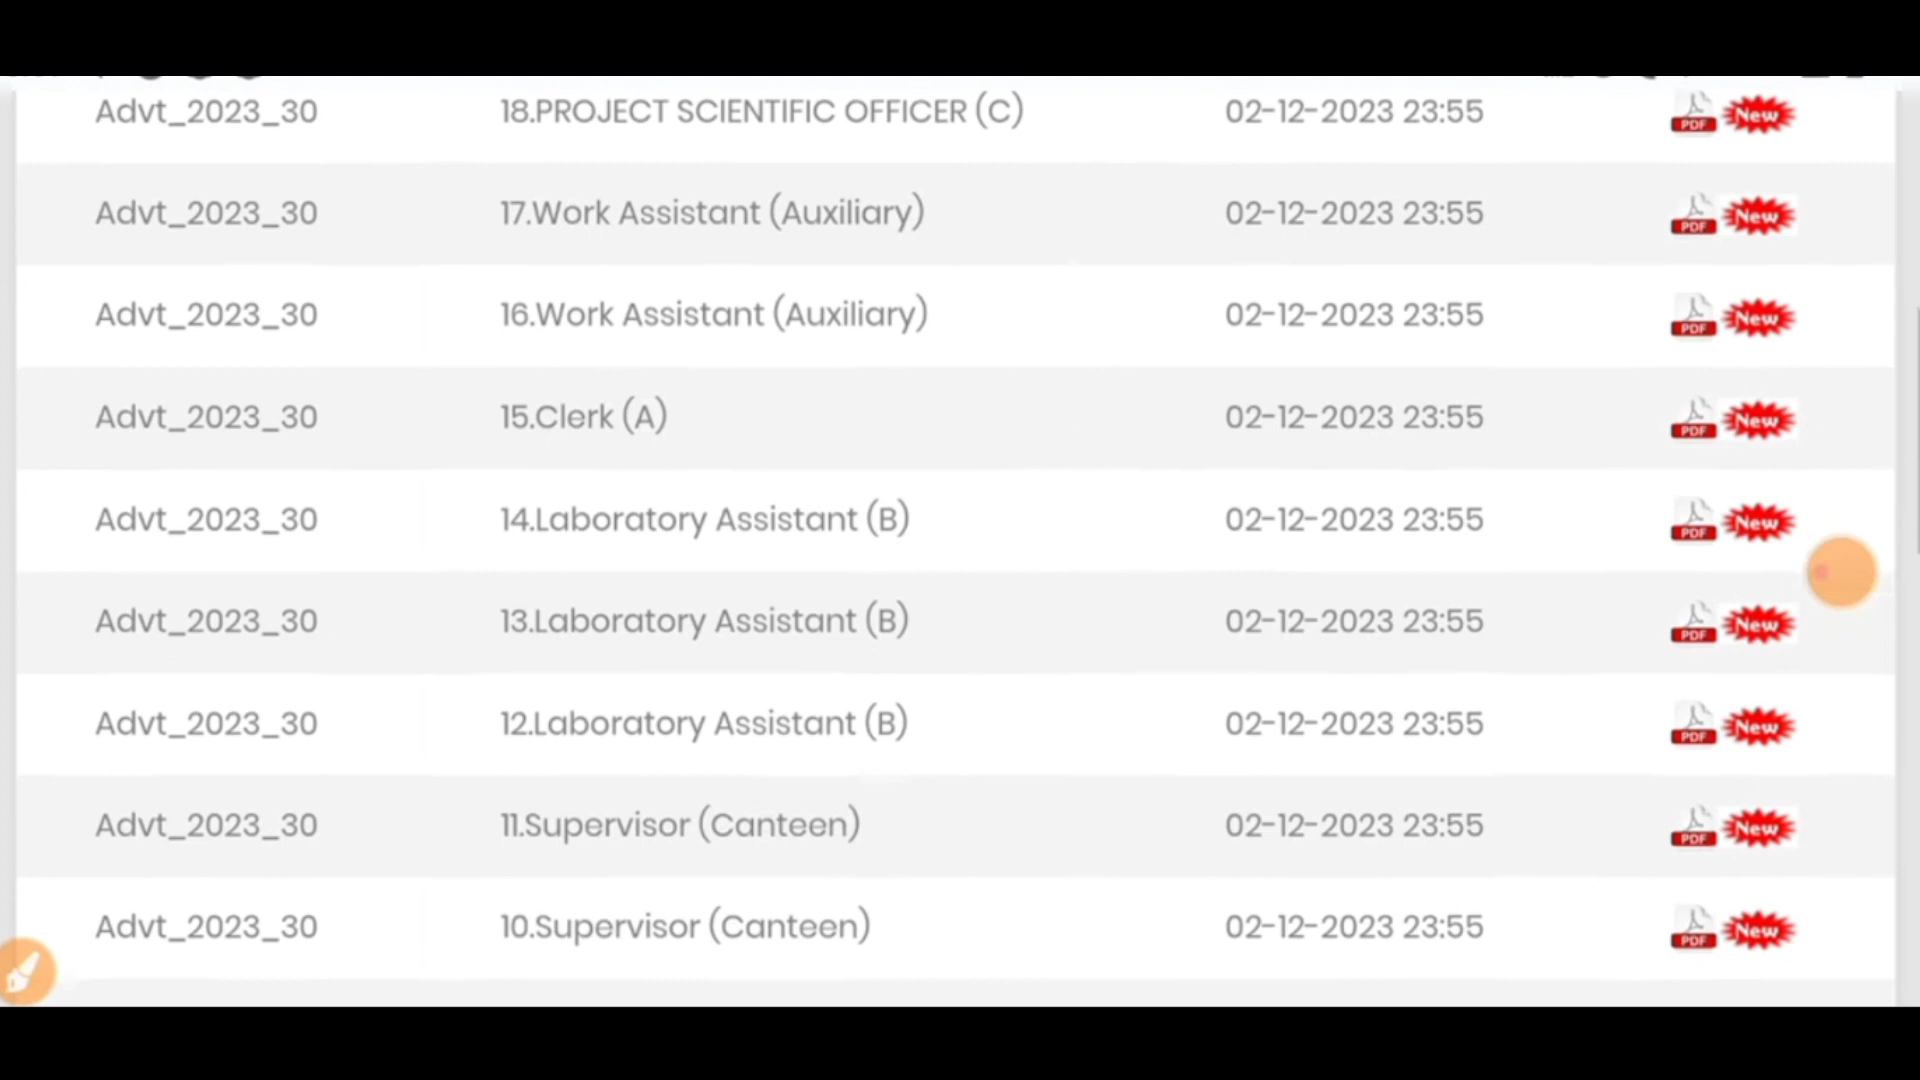 Advt_2023_30 18.PROJECT SCIENTIFIC OFFICER (C) 02-12-2023 23:55 PDF New
Advt_2023_30 17.Work Assistant (Auxiliary) 02-12-2023 23:55 PDF New
Advt_2023_30 16.Work Assistant (Auxiliary) 02-12-2023 23:55 PDF New
Advt_2023_30 15.Clerk (A) 02-12-2023 23:55 PDF New
Advt_2023_30 14.Laboratory Assistant (B) 02-12-2023 23:55 PDF New
Advt_2023_30 13.Laboratory Assistant (B) 02-12-2023 23:55 PDF New
Advt_2023_30 12.Laboratory Assistant (B) 02-12-2023 23:55 PDF New
Advt_2023_30 11.Supervisor (Canteen) 02-12-2023 23:55 PDF New
Advt_2023_30 10.Supervisor (Canteen) 02-12-2023 23:55 PDF New